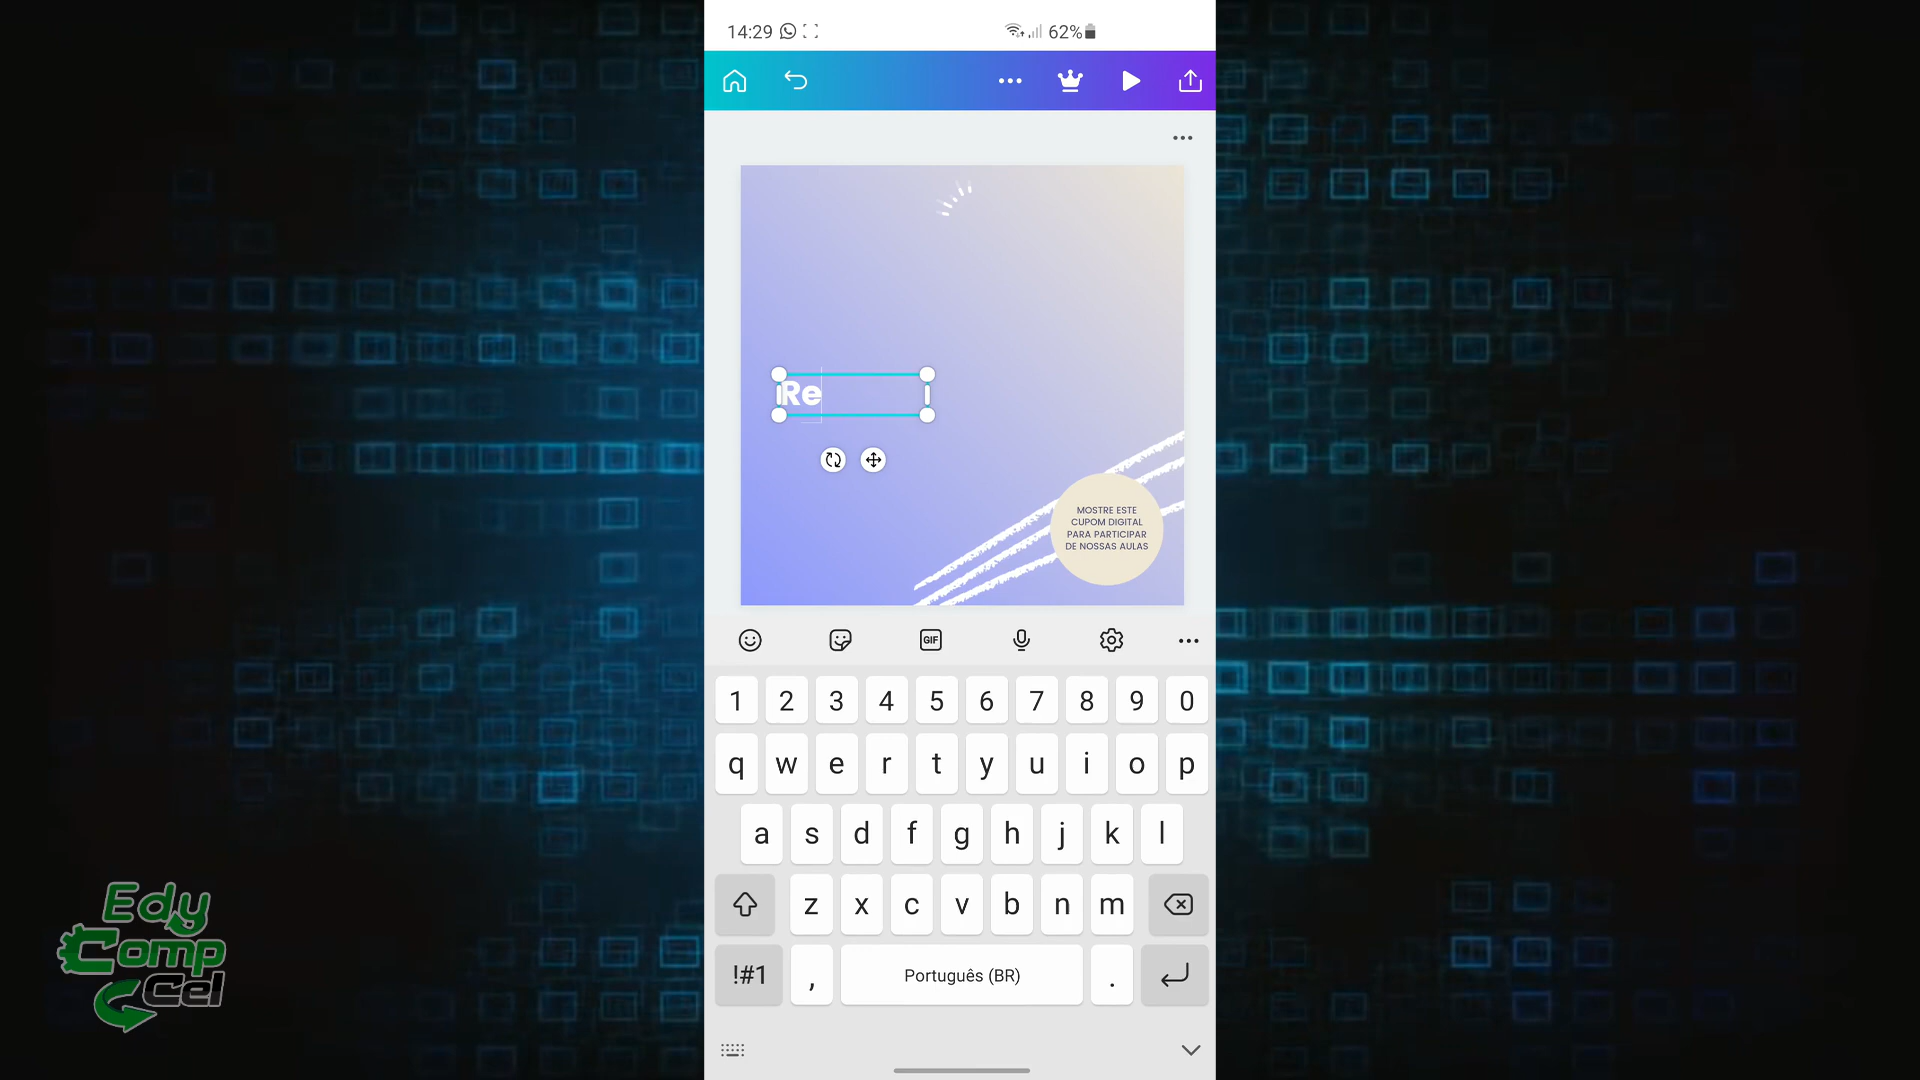 14:29 62%
Re
MOSTRE ESTE
CUPOM DIGITAL
PARA PARTICIPAR
DE NOSSAS AULAS
GIF
1 2 3 4 5 6 7 8 9 0
q w e r t y u i o p
a s d f g h j k l
z x c v b n m
!#1 , Português (BR) .
Edy
Comp
Cel